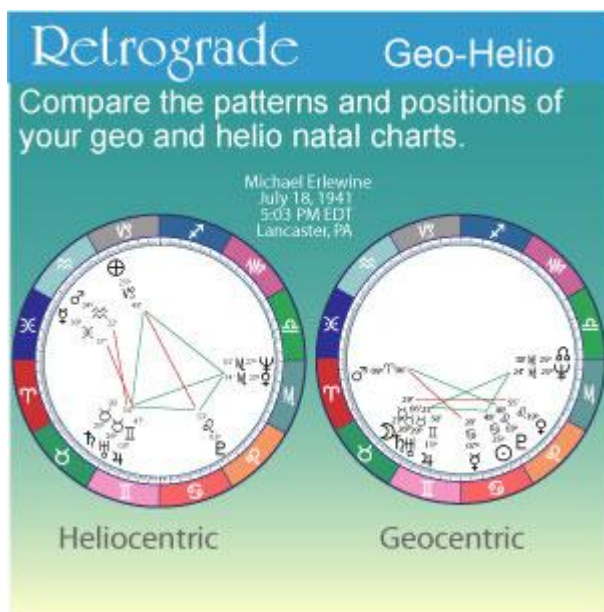 Retrograde Geo-Helio
Compare the patterns and positions of
your geo and helio natal charts.
Michael Erlewine
July 18, 1941
5:03 PM EDT
Lancaster, PA
Heliocentric
Geocentric